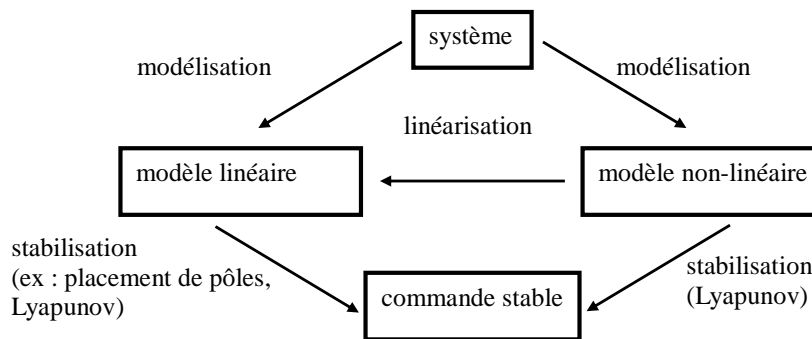 système
modélisation
modélisation
linéarisation
modèle linéaire
modèle non-linéaire
stabilisation
(ex : placement de pôles,
Lyapunov)
stabilisation
(Lyapunov)
commande stable